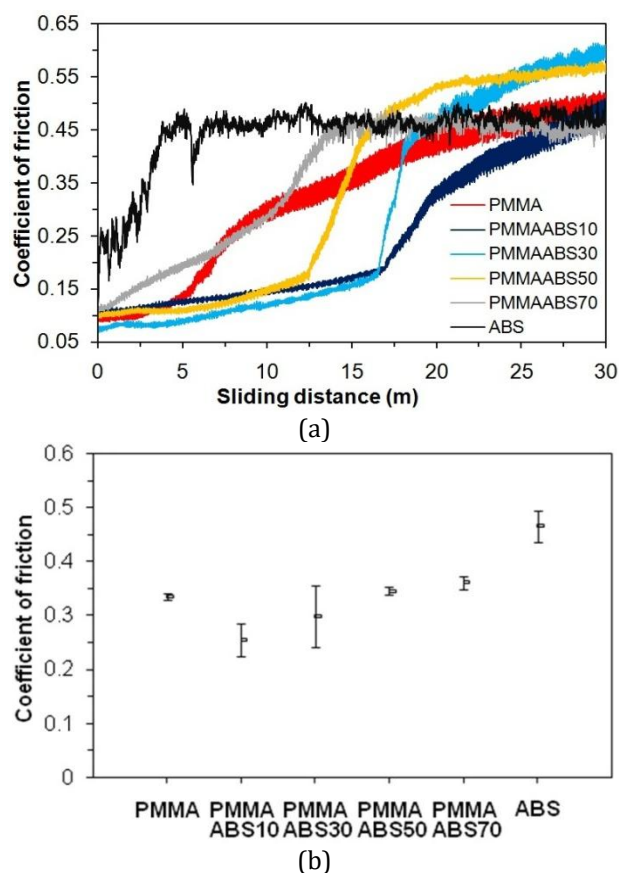 0.65
0.55
0.45
0.35
0.25
0.15
0.05
Coefficient of friction
PMMA
PMMAABS10
PMMAABS30
PMMAABS50
PMMAABS70
ABS
0 5 10 15 20 25 30
Sliding distance (m)
(a)
0.6
0.5
0.4
0.3
0.2
0.1
0
Coefficient of friction
PMMA PMMA PMMA PMMA PMMA ABS
ABS10 ABS30 ABS50 ABS70
(b)